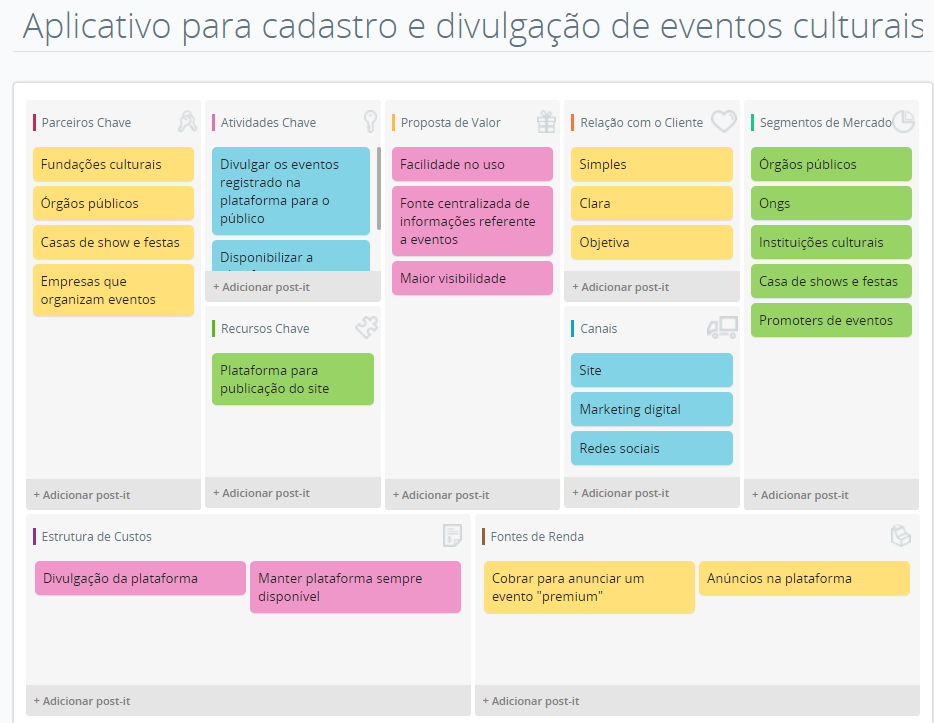 Aplicativo para cadastro e divulgação de eventos culturais
Parceiros Chave
Fundações culturais
Órgãos públicos
Casas de show e festas
Empresas que
organizam eventos
+ Adicionar post-it
Atividades Chave
Divulgar os eventos
registrado na
plataforma para o
público
Disponibilizar a
+ Adicionar post-it
Recursos Chave
Plataforma para
publicação do site
+ Adicionar post-it
Proposta de Valor
Facilidade no uso
Fonte centralizada de
informações referente
a eventos
Maior visibilidade
+ Adicionar post-it
Relação com o Cliente
Simples
Clara
Objetiva
+ Adicionar post-it
Canais
Site
Marketing digital
Redes sociais
+ Adicionar post-it
Segmentos de Mercado
Órgãos públicos
Ongs
Instituições culturais
Casa de shows e festas
Promoters de eventos
+ Adicionar post-it
Estrutura de Custos
Divulgação da plataforma
Manter plataforma sempre
disponível
+ Adicionar post-it
Fontes de Renda
Cobrar para anunciar um
evento "premium"
Anúncios na plataforma
+ Adicionar post-it